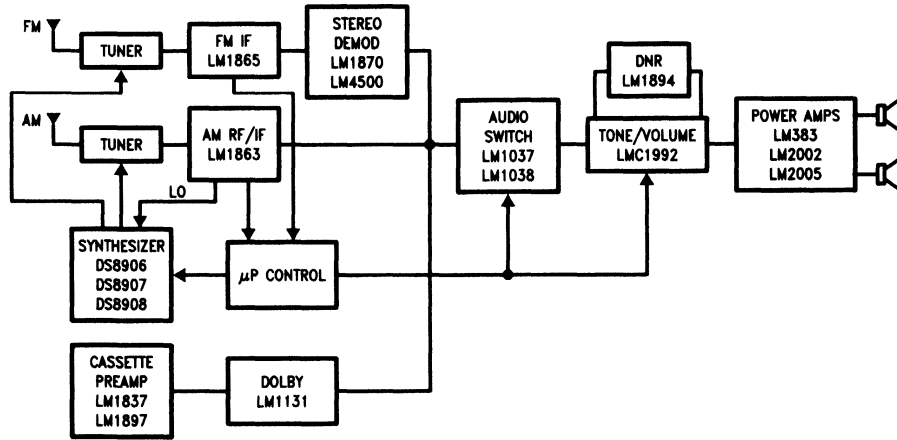 FM
TUNER
FM IF
LM1865
STEREO
DEMOD
LM1870
LM4500
DNR
LM1894
AM
TUNER
AM RF/IF
LM1863
AUDIO
SWITCH
LM1037
LM1038
TONE/VOLUME
LMC1992
POWER AMPS
LM383
LM2002
LM2005
LO
SYNTHESIZER
DS8906
DS8907
DS8908
μP CONTROL
CASSETTE
PREAMP
LM1837
LM1897
DOLBY
LM1131